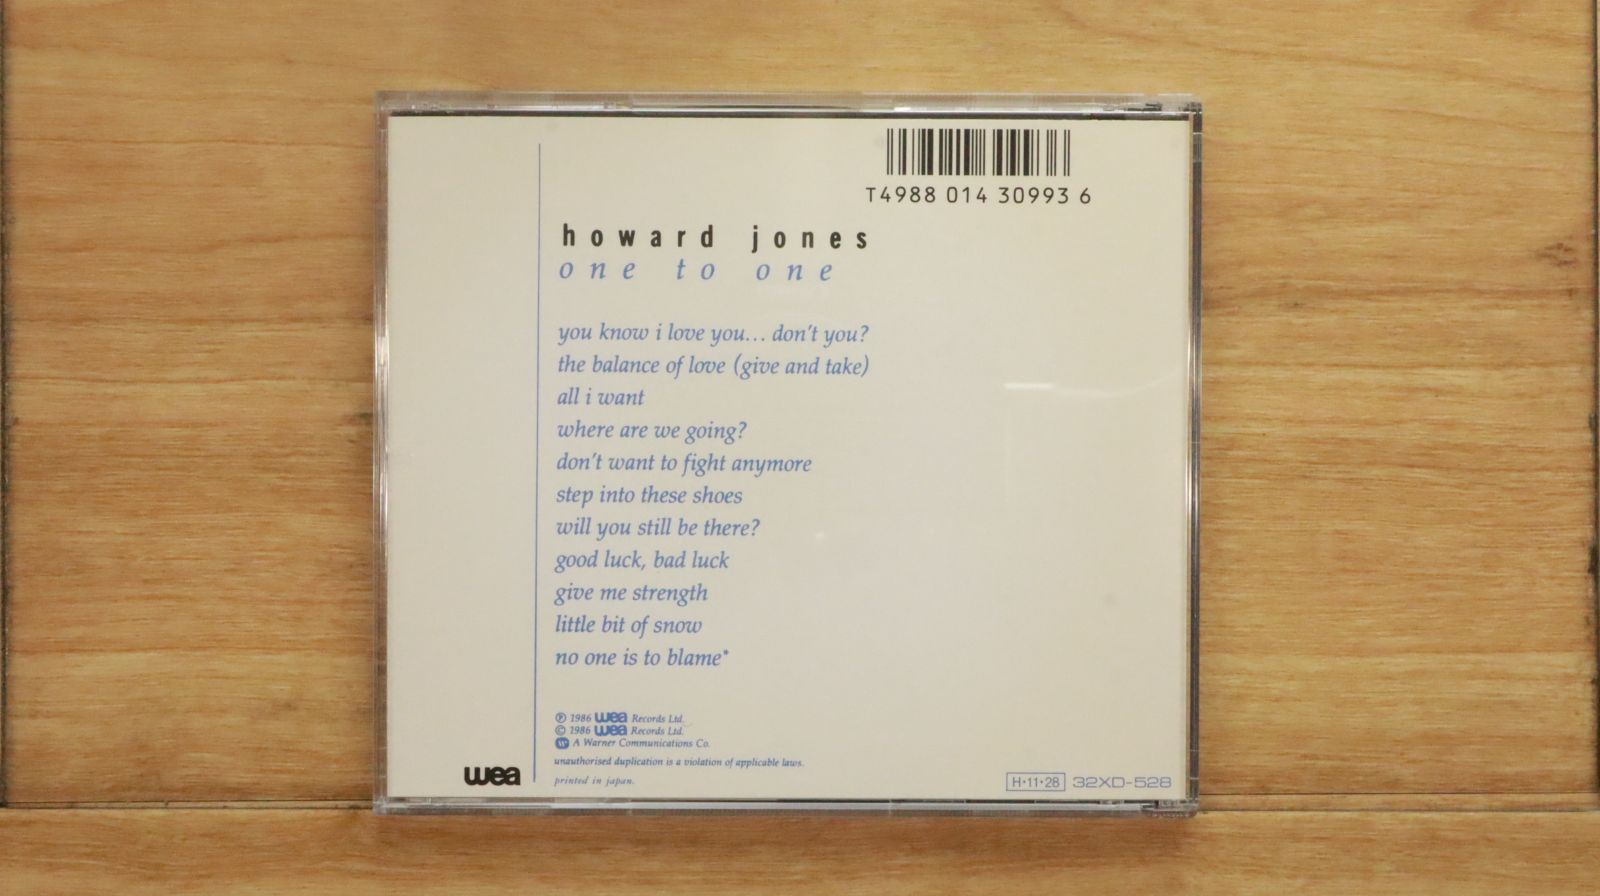 T4988 014 30993 6
howard jones
one to one
you know i love you... don't you?
the balance of love (give and take)
all i want
where are we going?
don't want to fight anymore
step into these shoes
will you still be there?
good luck, bad luck
give me strength
little bit of snow
no one is to blame*
℗ 1986 wea Records Ltd.
© 1986 wea Records Ltd.
W A Warner Communications Co.
unauthorised duplication is a violation of applicable laws.
printed in japan.
wea
H·11·28 32XD-528